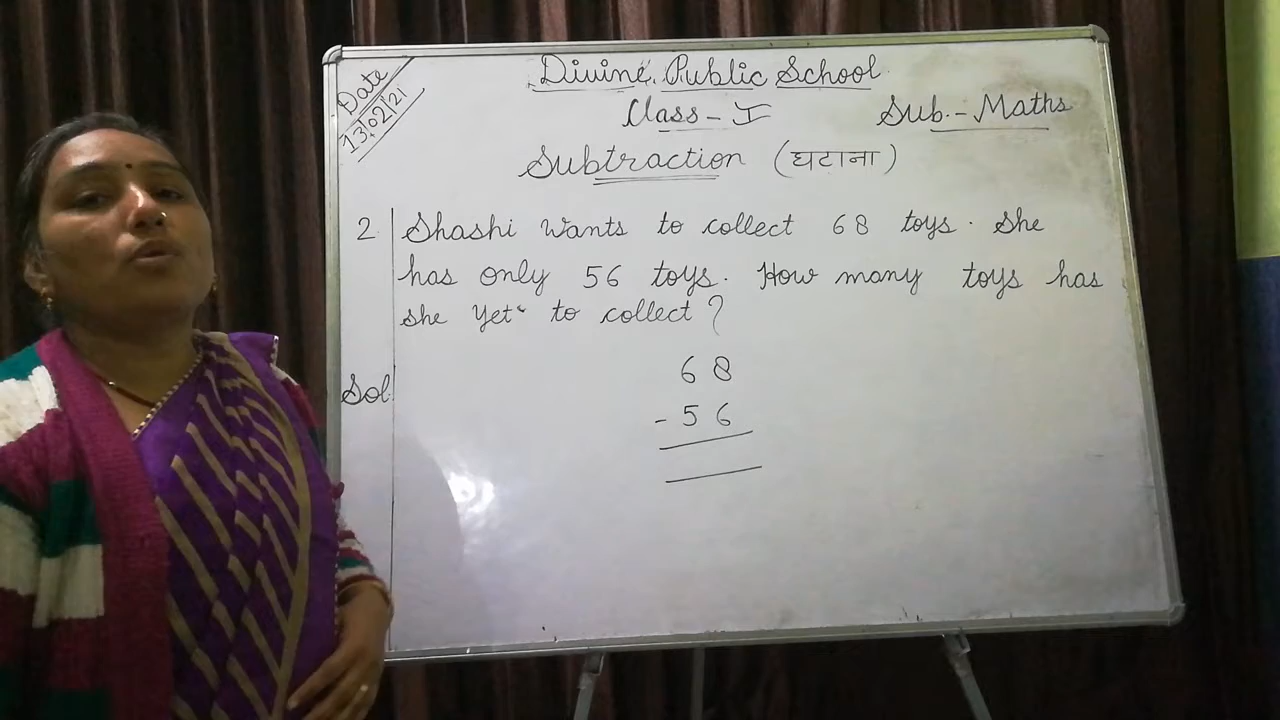 Date
13/02/21
Divine Public School
Class - I
Sub. - Maths
Subtraction (घटाना)
2 Shashi wants to collect 68 toys. She
has only 56 toys. How many toys has
she yet to collect?
Sol
68
- 56